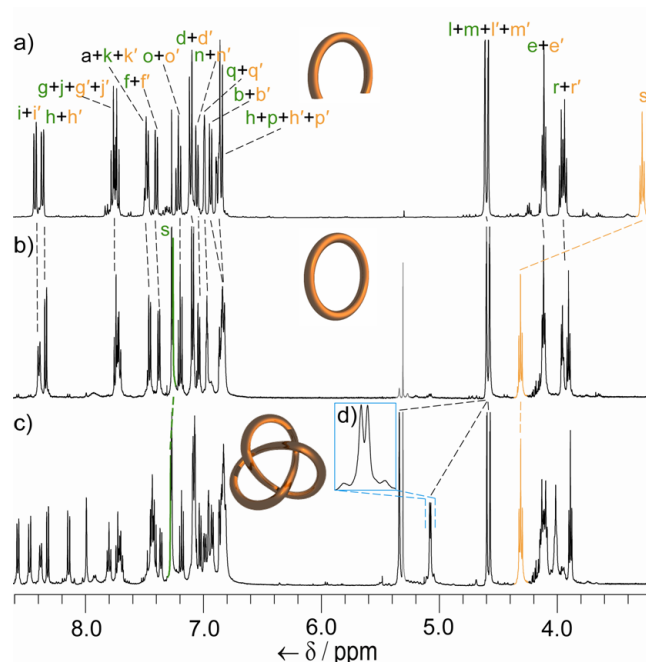 a)
i+i′
h+h′
g+j+g′+j′
a+k+k′
f+f′
o+o′
d+d′
n+n′
q+q′
b+b′
h+p+h′+p′
l+m+l′+m′
e+e′
r+r′
s
b)
s
c)
d)
8.0 7.0 6.0 5.0 4.0
← δ / ppm